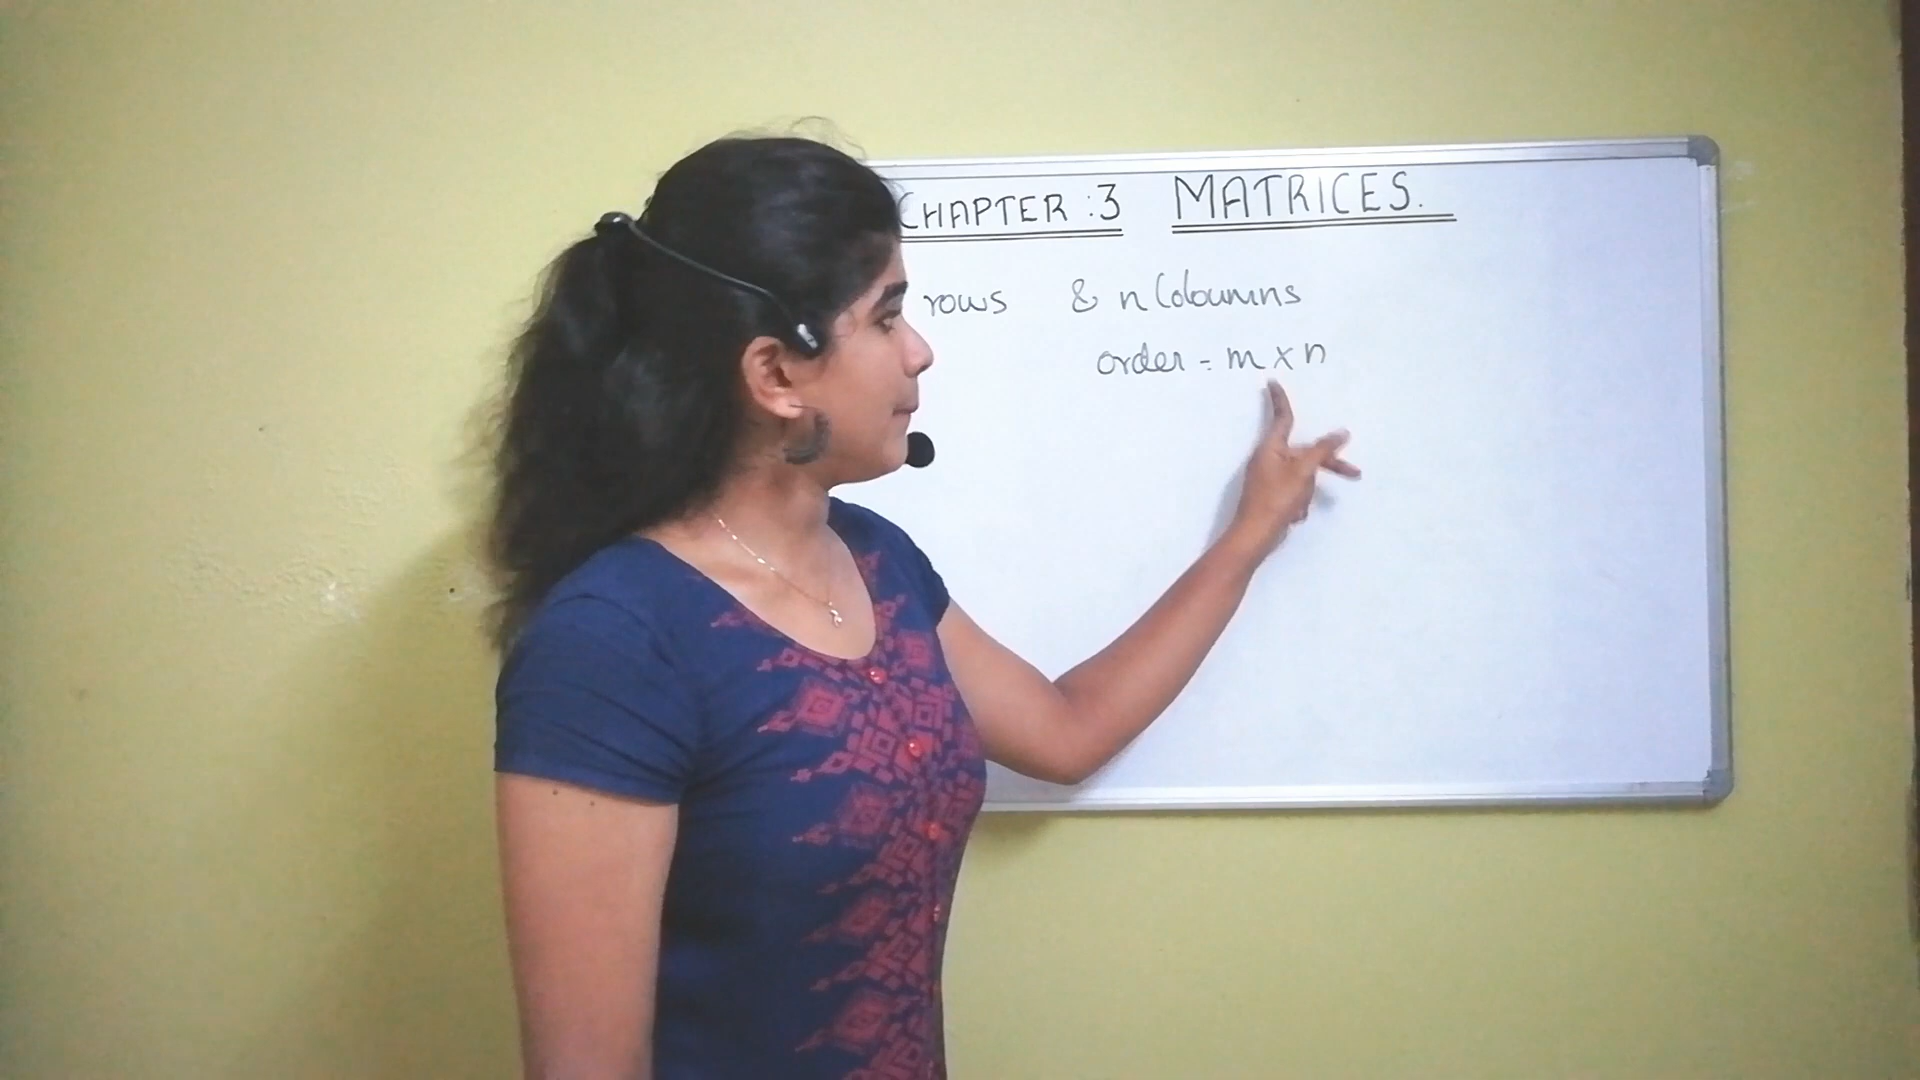 CHAPTER :3 MATRICES.
rows & n Coloumns
order = m x n